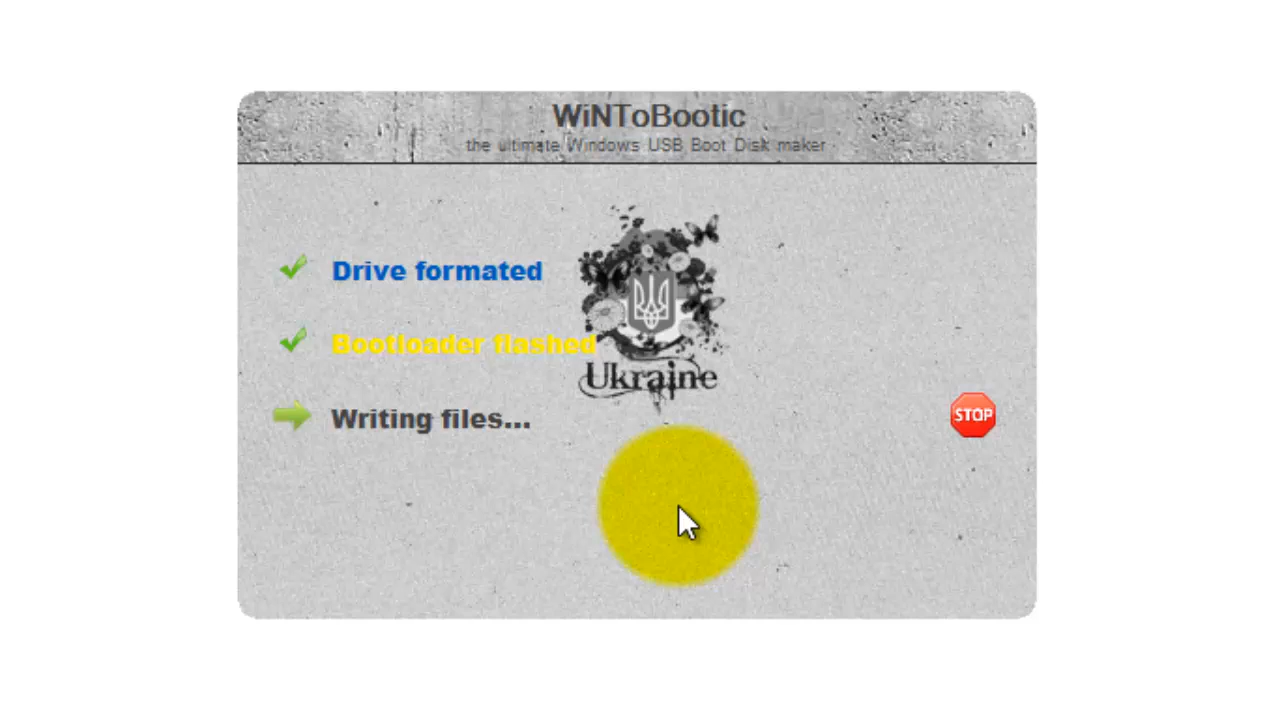 WiNToBootic
the ultimate Windows USB Boot Disk maker
Drive formated
Bootloader flashed
Ukraine
Writing files...
STOP